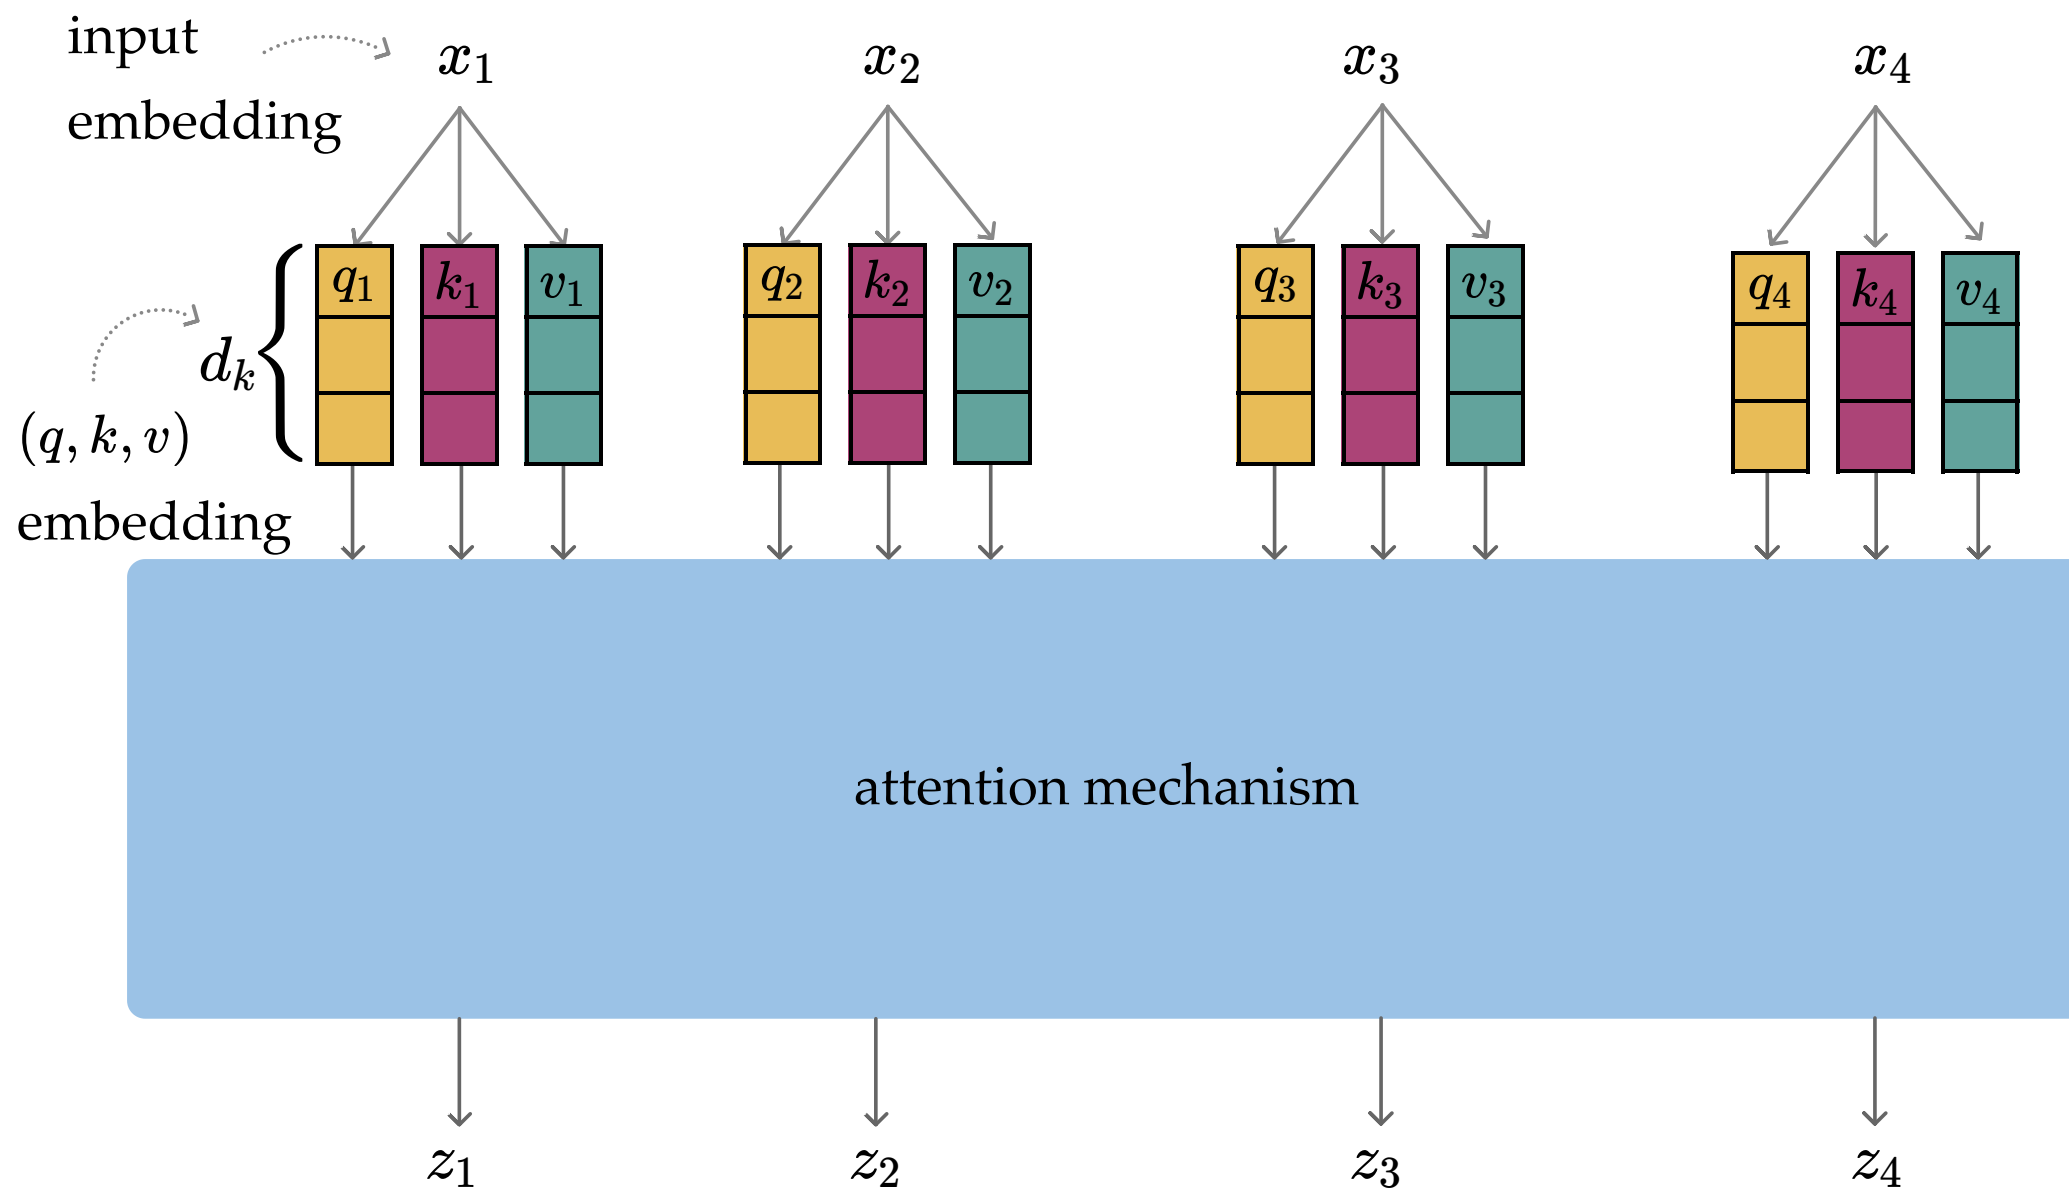 input
embedding
x₁ x₂ x₃ x₄
q₁ k₁ v₁ q₂ k₂ v₂ q₃ k₃ v₃ q₄ k₄ v₄
dₖ
(q, k, v)
embedding
attention mechanism
z₁ z₂ z₃ z₄